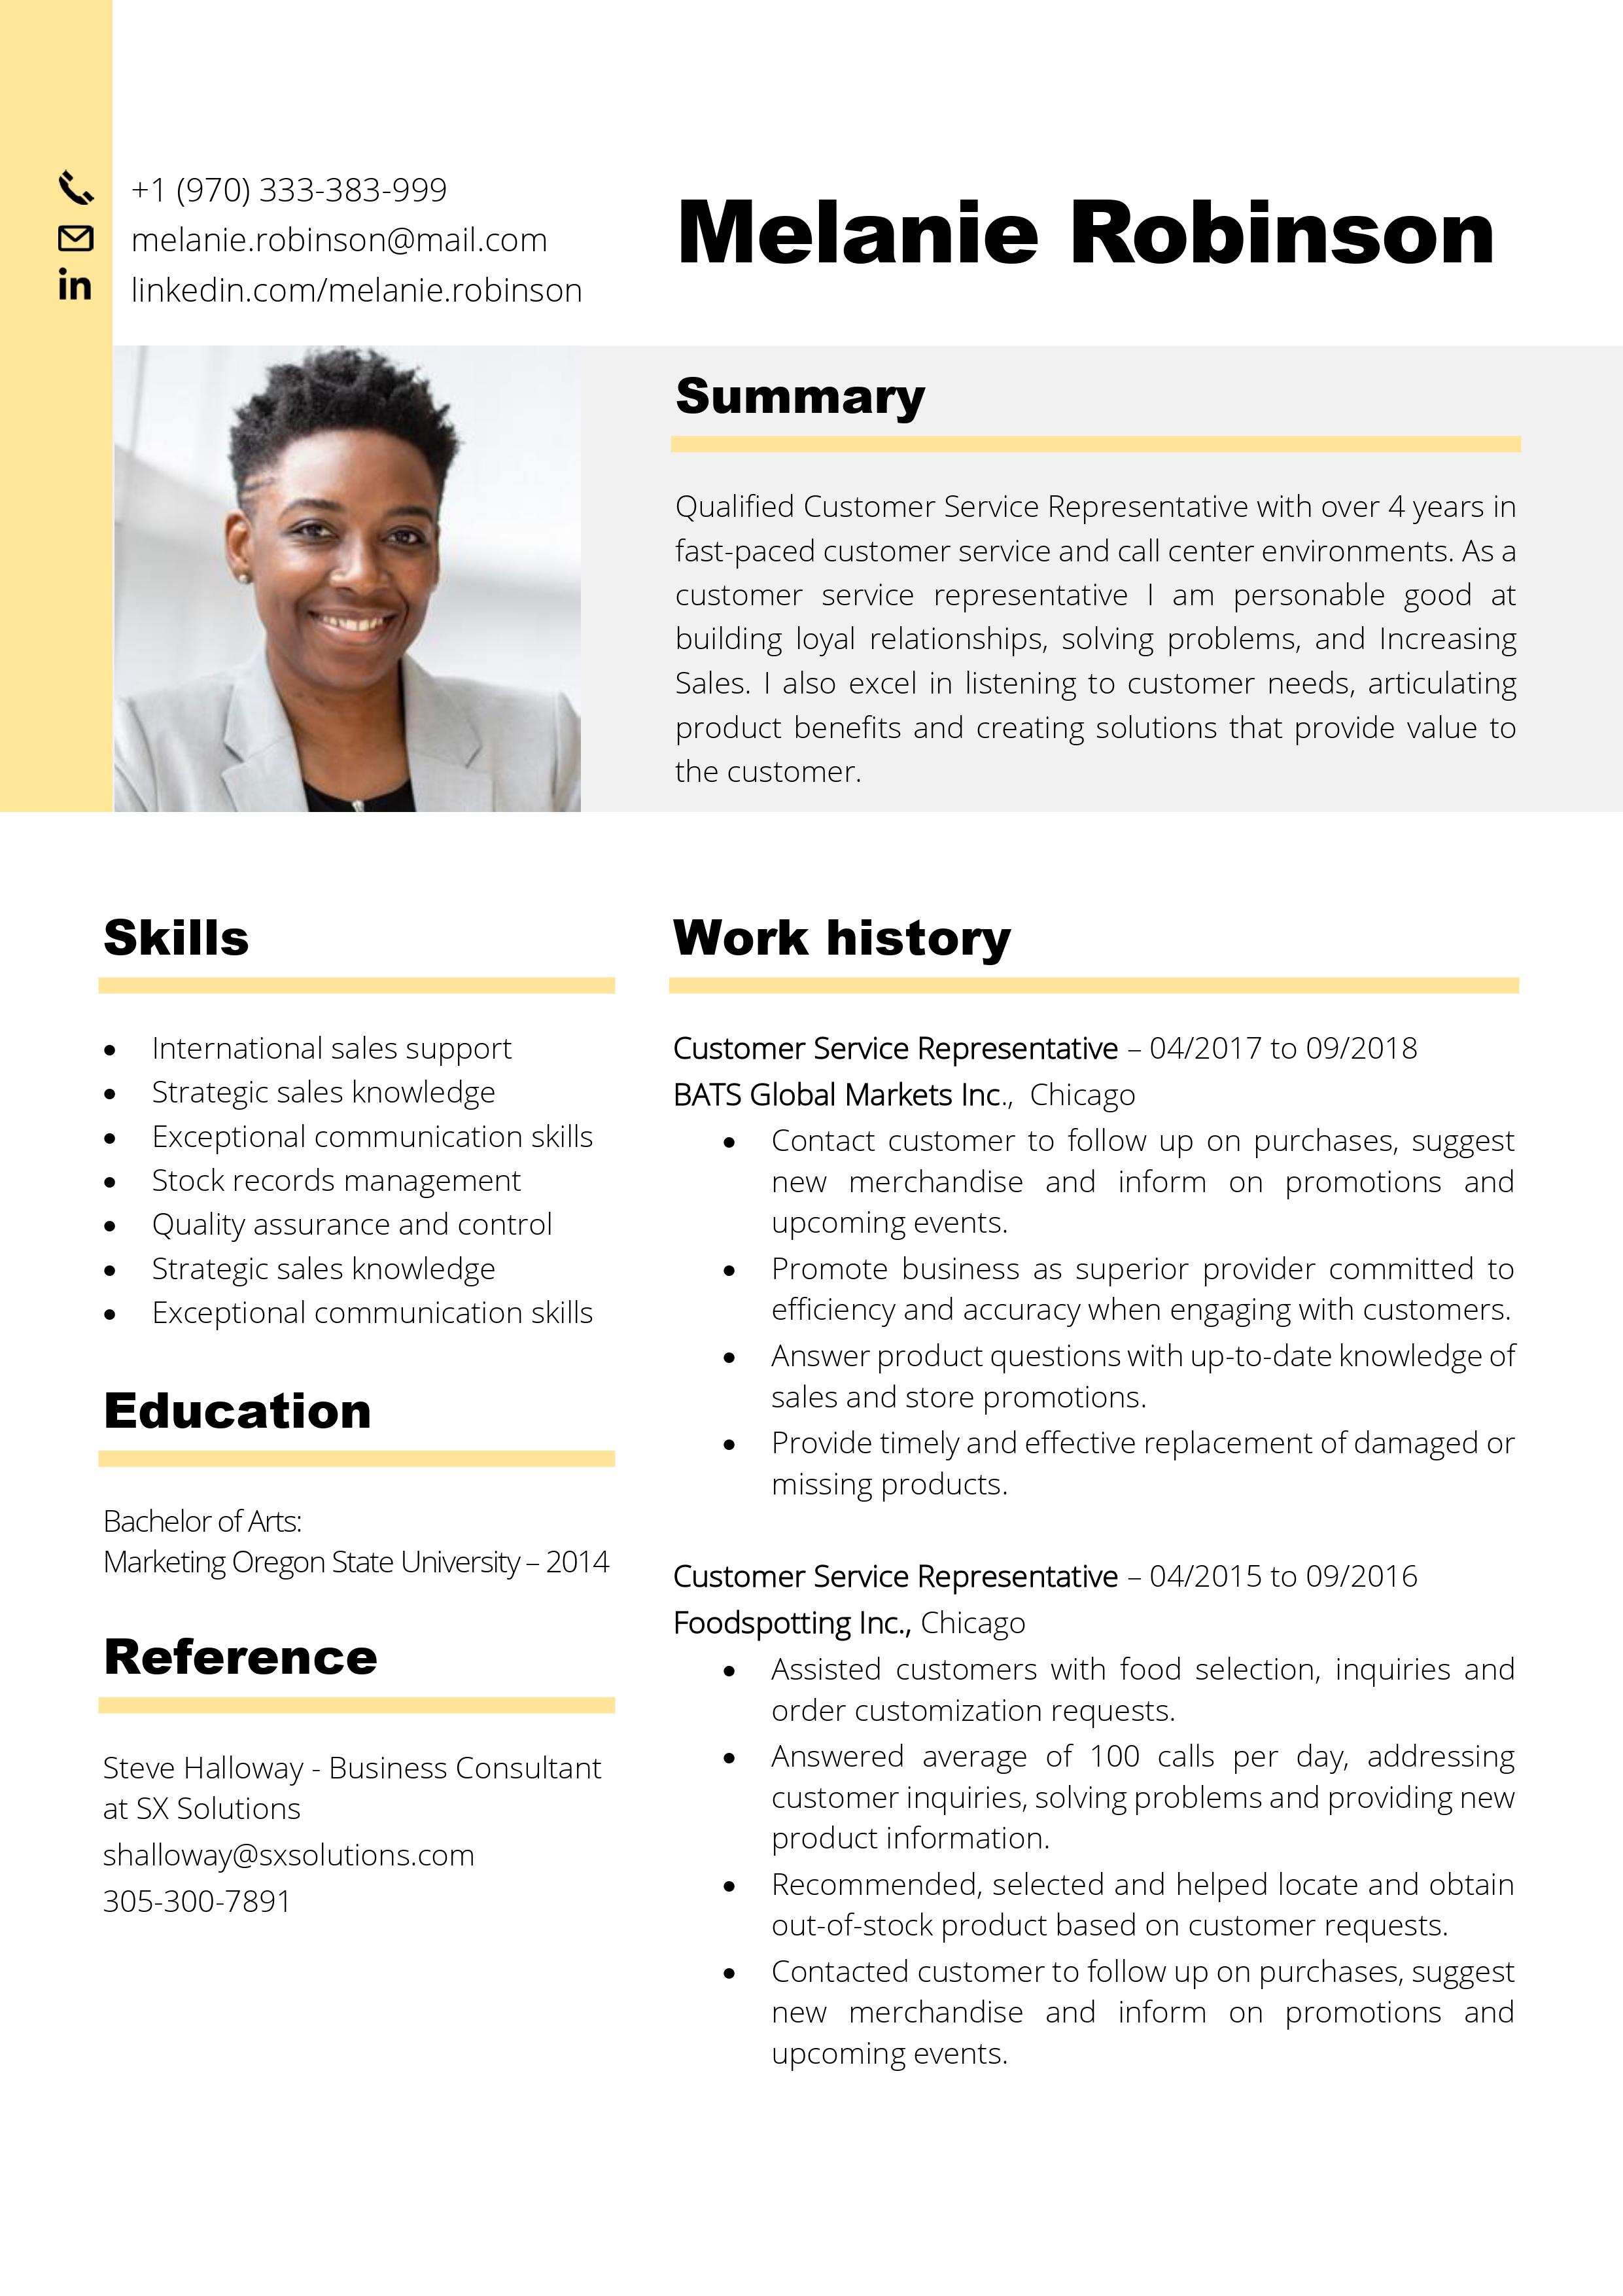 +1 (970) 333-383-999
melanie.robinson@mail.com
in linkedin.com/melanie.robinson
Melanie Robinson
Summary
Qualified Customer Service Representative with over 4 years in
fast-paced customer service and call center environments. As a
customer service representative I am personable good at
building loyal relationships, solving problems, and Increasing
Sales. I also excel in listening to customer needs, articulating
product benefits and creating solutions that provide value to
the customer.
Skills
• International sales support
• Strategic sales knowledge
• Exceptional communication skills
• Stock records management
• Quality assurance and control
• Strategic sales knowledge
• Exceptional communication skills
Education
Bachelor of Arts:
Marketing Oregon State University – 2014
Reference
Steve Halloway - Business Consultant
at SX Solutions
shalloway@sxsolutions.com
305-300-7891
Work history
Customer Service Representative – 04/2017 to 09/2018
BATS Global Markets Inc., Chicago
• Contact customer to follow up on purchases, suggest
new merchandise and inform on promotions and
upcoming events.
• Promote business as superior provider committed to
efficiency and accuracy when engaging with customers.
• Answer product questions with up-to-date knowledge of
sales and store promotions.
• Provide timely and effective replacement of damaged or
missing products.
Customer Service Representative – 04/2015 to 09/2016
Foodspotting Inc., Chicago
• Assisted customers with food selection, inquiries and
order customization requests.
• Answered average of 100 calls per day, addressing
customer inquiries, solving problems and providing new
product information.
• Recommended, selected and helped locate and obtain
out-of-stock product based on customer requests.
• Contacted customer to follow up on purchases, suggest
new merchandise and inform on promotions and
upcoming events.